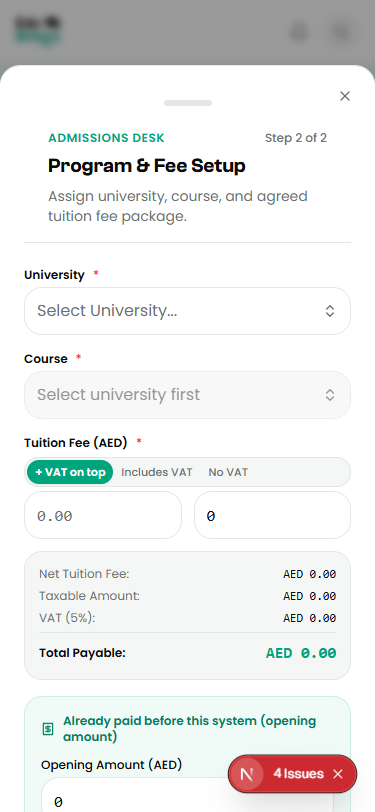 ADMISSIONS DESK Step 2 of 2
Program & Fee Setup
Assign university, course, and agreed
tuition fee package.
University *
Select University...
Course *
Select university first
Tuition Fee (AED) *
+ VAT on top Includes VAT No VAT
0.00 0
Net Tuition Fee: AED 0.00
Taxable Amount: AED 0.00
VAT (5%): AED 0.00
Total Payable: AED 0.00
Already paid before this system (opening
amount)
Opening Amount (AED)
0
N 4 Issues